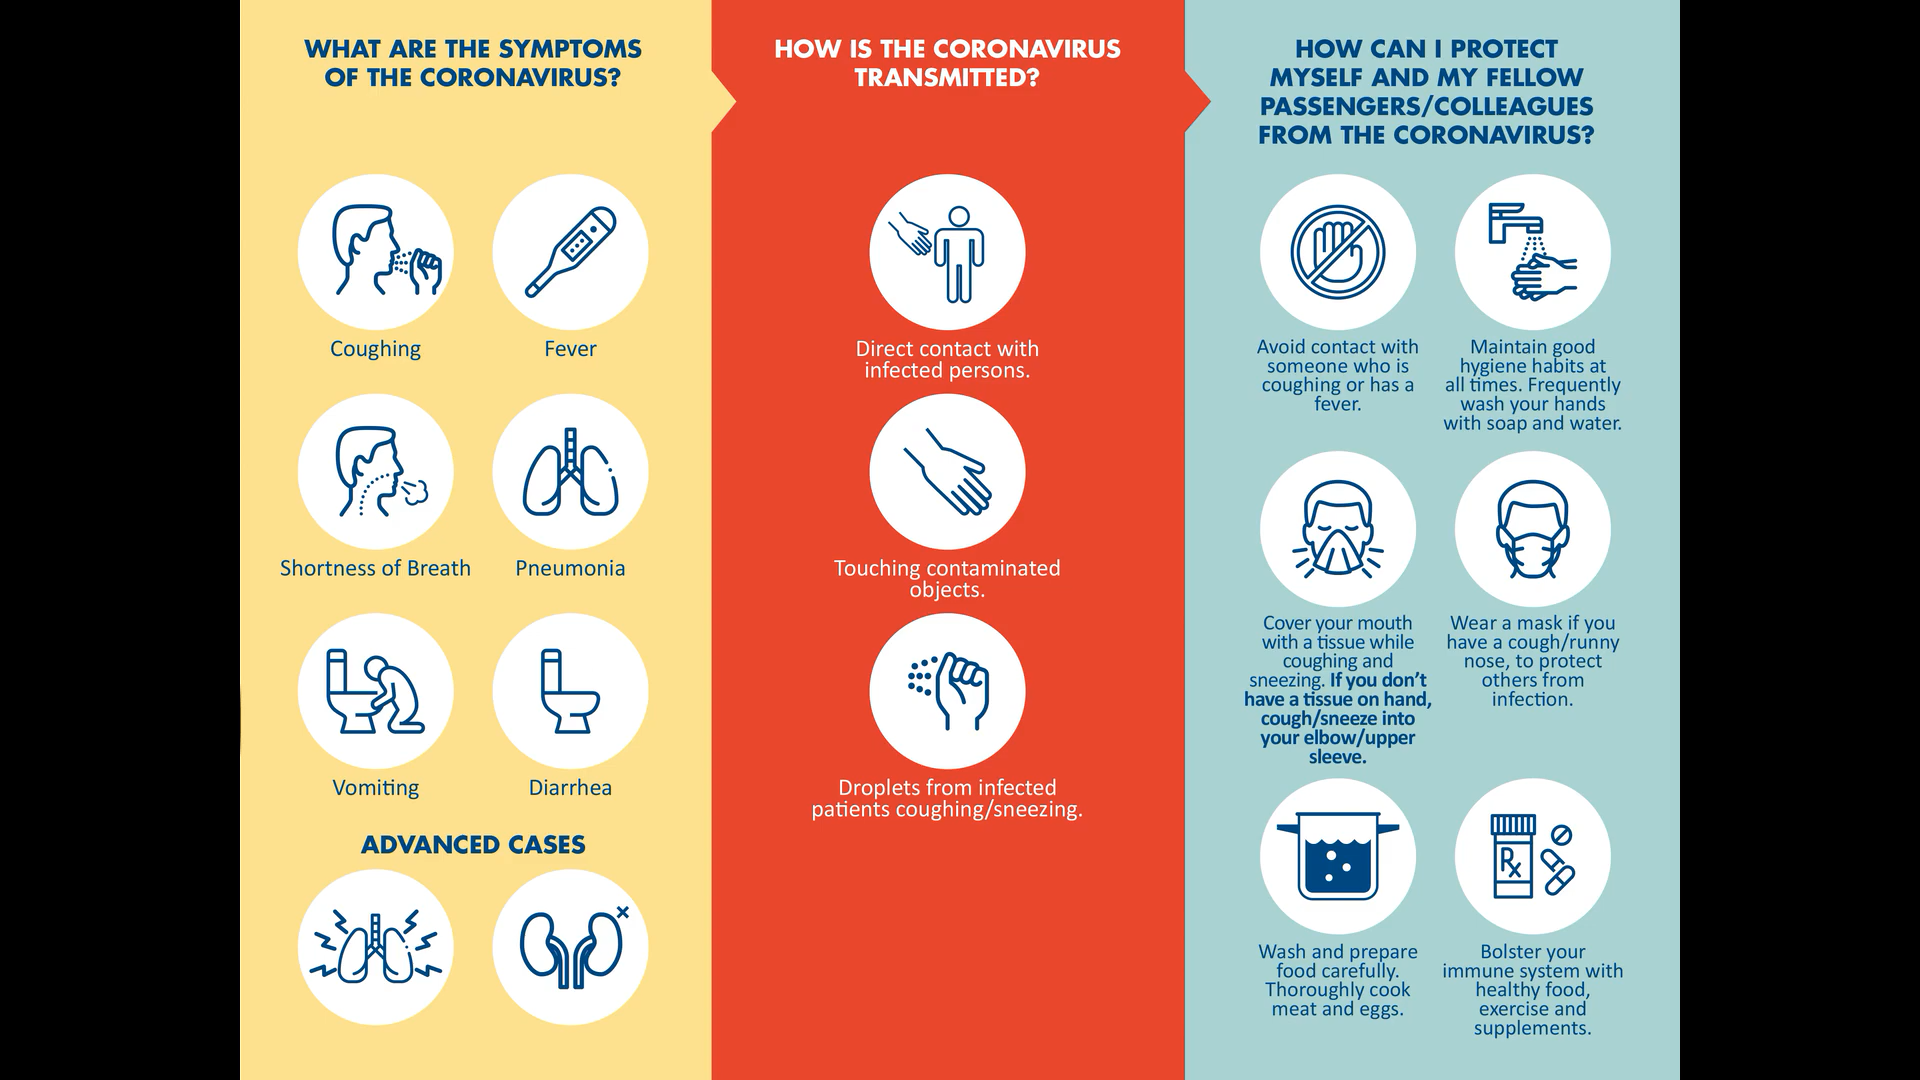 WHAT ARE THE SYMPTOMS
OF THE CORONAVIRUS?
Coughing
Fever
Shortness of Breath
Pneumonia
Vomiting
Diarrhea
ADVANCED CASES
HOW IS THE CORONAVIRUS
TRANSMITTED?
Direct contact with
infected persons.
Touching contaminated
objects.
Droplets from infected
patients coughing/sneezing.
HOW CAN I PROTECT
MYSELF AND MY FELLOW
PASSENGERS/COLLEAGUES
FROM THE CORONAVIRUS?
Avoid contact with
someone who is
coughing or has a
fever.
Maintain good
hygiene habits at
all times. Frequently
wash your hands
with soap and water.
Cover your mouth
with a tissue while
coughing and
sneezing. If you don't
have a tissue on hand,
cough/sneeze into
your elbow/upper
sleeve.
Wear a mask if you
have a cough/runny
nose, to protect
others from
infection.
Wash and prepare
food carefully.
Thoroughly cook
meat and eggs.
Rx
Bolster your
immune system with
healthy food,
exercise and
supplements.